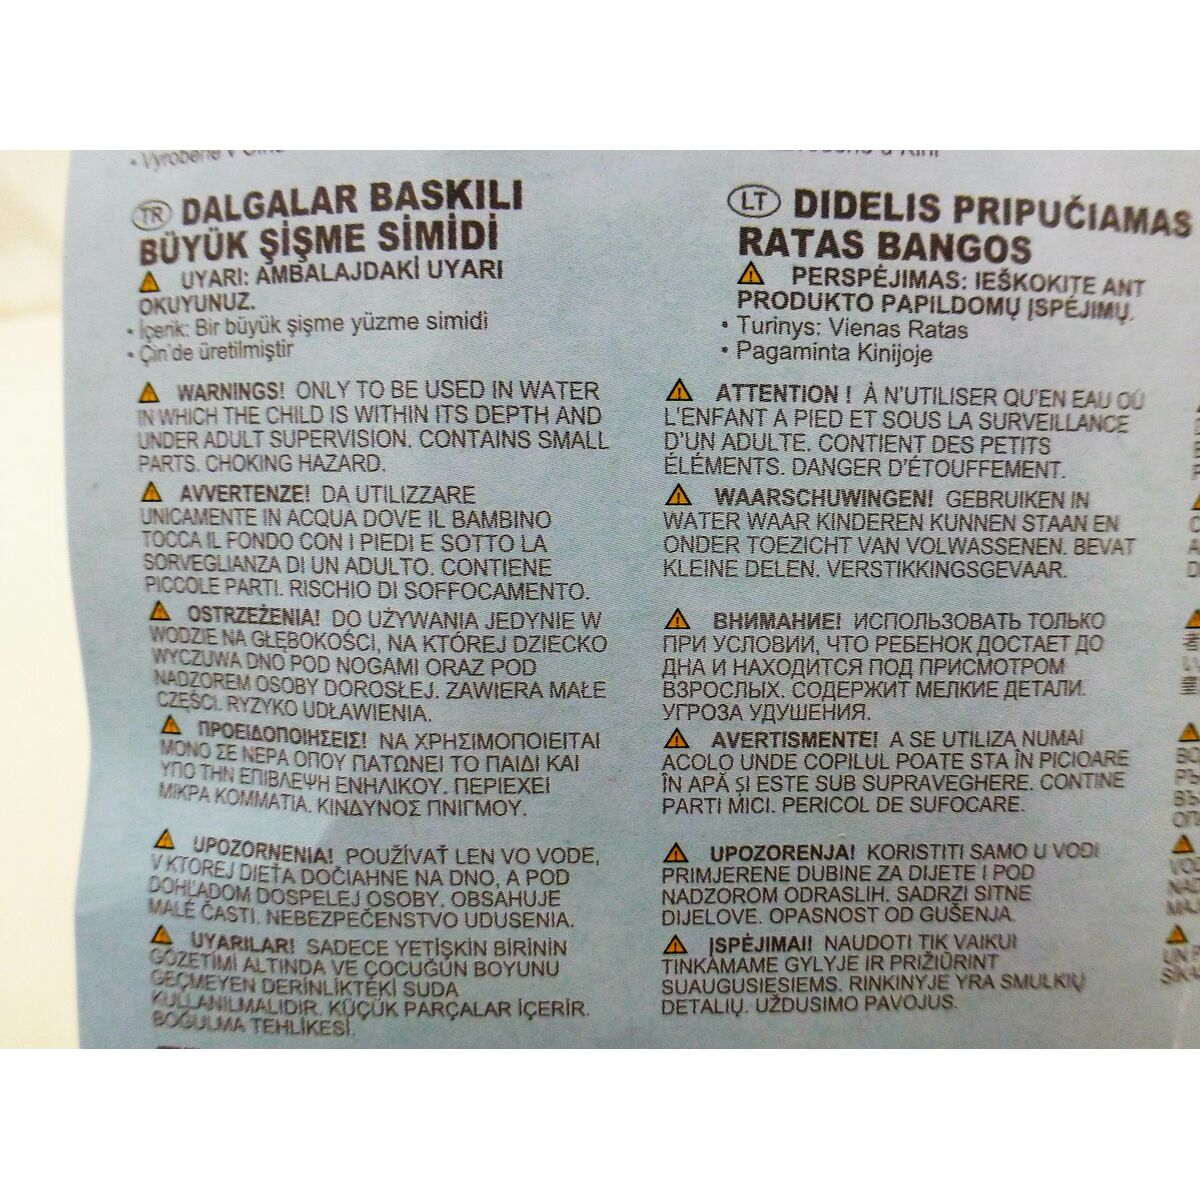 • Vyrobené v
TR DALGALAR BASKILI
BÜYÜK ŞİŞME SİMİDİ
UYARI: AMBALAJDAKİ UYARI
OKUYUNUZ.
• İçerik: Bir büyük şişme yüzme simidi
• Çin'de üretilmiştir
WARNINGS! ONLY TO BE USED IN WATER
IN WHICH THE CHILD IS WITHIN ITS DEPTH AND
UNDER ADULT SUPERVISION. CONTAINS SMALL
PARTS. CHOKING HAZARD.
AVVERTENZE! DA UTILIZZARE
UNICAMENTE IN ACQUA DOVE IL BAMBINO
TOCCA IL FONDO CON I PIEDI E SOTTO LA
SORVEGLIANZA DI UN ADULTO. CONTIENE
PICCOLE PARTI. RISCHIO DI SOFFOCAMENTO.
OSTRZEŻENIA! DO UŻYWANIA JEDYNIE W
WODZIE NA GŁĘBOKOŚCI, NA KTÓREJ DZIECKO
WYCZUWA DNO POD NOGAMI ORAZ POD
NADZOREM OSOBY DOROSŁEJ. ZAWIERA MAŁE
CZĘŚCI. RYZYKO UDŁAWIENIA.
ΠΡΟΕΙΔΟΠΟΙΗΣΕΙΣ! ΝΑ ΧΡΗΣΙΜΟΠΟΙΕΙΤΑΙ
ΜΟΝΟ ΣΕ ΝΕΡΑ ΟΠΟΥ ΠΑΤΩΝΕΙ ΤΟ ΠΑΙΔΙ ΚΑΙ
ΥΠΟ ΤΗΝ ΕΠΙΒΛΕΨΗ ΕΝΗΛΙΚΟΥ. ΠΕΡΙΕΧΕΙ
ΜΙΚΡΑ ΚΟΜΜΑΤΙΑ. ΚΙΝΔΥΝΟΣ ΠΝΙΓΜΟΥ.
UPOZORNENIA! POUŽÍVAŤ LEN VO VODE,
V KTOREJ DIEŤA DOČIAHNE NA DNO, A POD
DOHĽADOM DOSPELEJ OSOBY. OBSAHUJE
MALÉ ČASTI. NEBEZPEČENSTVO UDUSENIA.
UYARILAR! SADECE YETİŞKİN BİRİNİN
GÖZETİMİ ALTINDA VE ÇOCUĞUN BOYUNU
GEÇMEYEN DERİNLİKTEKİ SUDA
KULLANILMALIDIR. KÜÇÜK PARÇALAR İÇERİR.
BOĞULMA TEHLİKESİ.
LT DIDELIS PRIPUČIAMAS
RATAS BANGOS
PERSPĖJIMAS: IEŠKOKITE ANT
PRODUKTO PAPILDOMŲ ĮSPĖJIMŲ.
• Turinys: Vienas Ratas
• Pagaminta Kinijoje
ATTENTION ! À N'UTILISER QU'EN EAU OÙ
L'ENFANT A PIED ET SOUS LA SURVEILLANCE
D'UN ADULTE. CONTIENT DES PETITS
ÉLÉMENTS. DANGER D'ÉTOUFFEMENT.
WAARSCHUWINGEN! GEBRUIKEN IN
WATER WAAR KINDEREN KUNNEN STAAN EN
ONDER TOEZICHT VAN VOLWASSENEN. BEVAT
KLEINE DELEN. VERSTIKKINGSGEVAAR.
ВНИМАНИЕ! ИСПОЛЬЗОВАТЬ ТОЛЬКО
ПРИ УСЛОВИИ, ЧТО РЕБЕНОК ДОСТАЕТ ДО
ДНА И НАХОДИТСЯ ПОД ПРИСМОТРОМ
ВЗРОСЛЫХ. СОДЕРЖИТ МЕЛКИЕ ДЕТАЛИ.
УГРОЗА УДУШЕНИЯ.
AVERTISMENTE! A SE UTILIZA NUMAI
ACOLO UNDE COPILUL POATE STA ÎN PICIOARE
ÎN APĂ ȘI ESTE SUB SUPRAVEGHERE. CONTINE
PARTI MICI. PERICOL DE SUFOCARE.
UPOZORENJA! KORISTITI SAMO U VODI
PRIMJERENE DUBINE ZA DIJETE I POD
NADZOROM ODRASLIH. SADRZI SITNE
DIJELOVE. OPASNOST OD GUŠENJA.
ĮSPĖJIMAI! NAUDOTI TIK VAIKUI
TINKAMAME GYLYJE IR PRIŽIŪRINT
SUAUGUSIESIEMS. RINKINYJE YRA SMULKIŲ
DETALIŲ. UŽDUSIMO PAVOJUS.